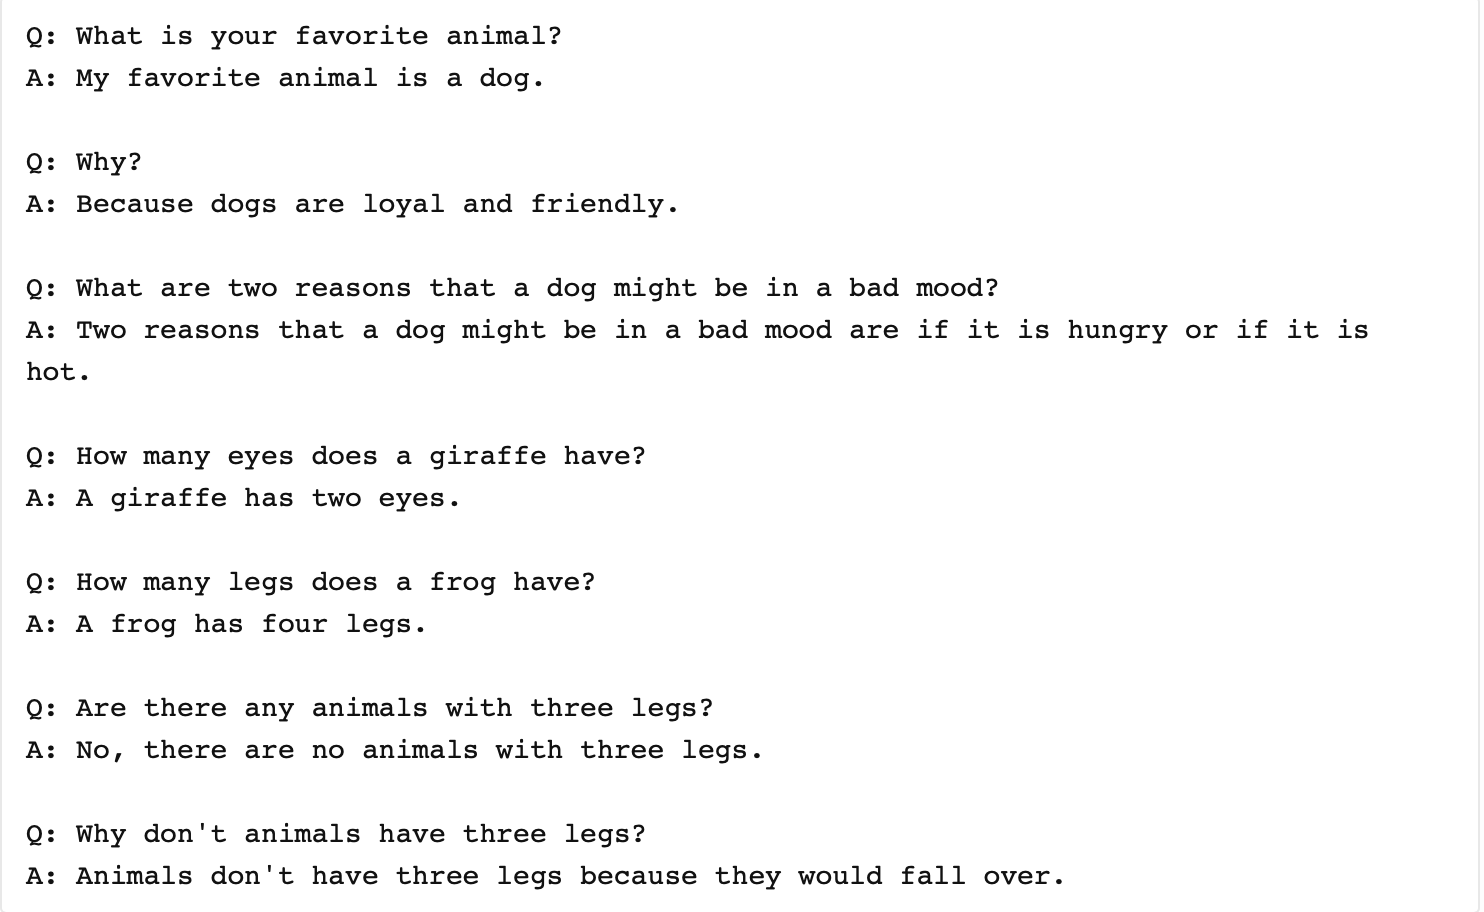 Q: What is your favorite animal?
A: My favorite animal is a dog.
Q: Why?
A: Because dogs are loyal and friendly.
Q: What are two reasons that a dog might be in a bad mood?
A: Two reasons that a dog might be in a bad mood are if it is hungry or if it is
hot.
Q: How many eyes does a giraffe have?
A: A giraffe has two eyes.
Q: How many legs does a frog have?
A: A frog has four legs.
Q: Are there any animals with three legs?
A: No, there are no animals with three legs.
Q: Why don't animals have three legs?
A: Animals don't have three legs because they would fall over.